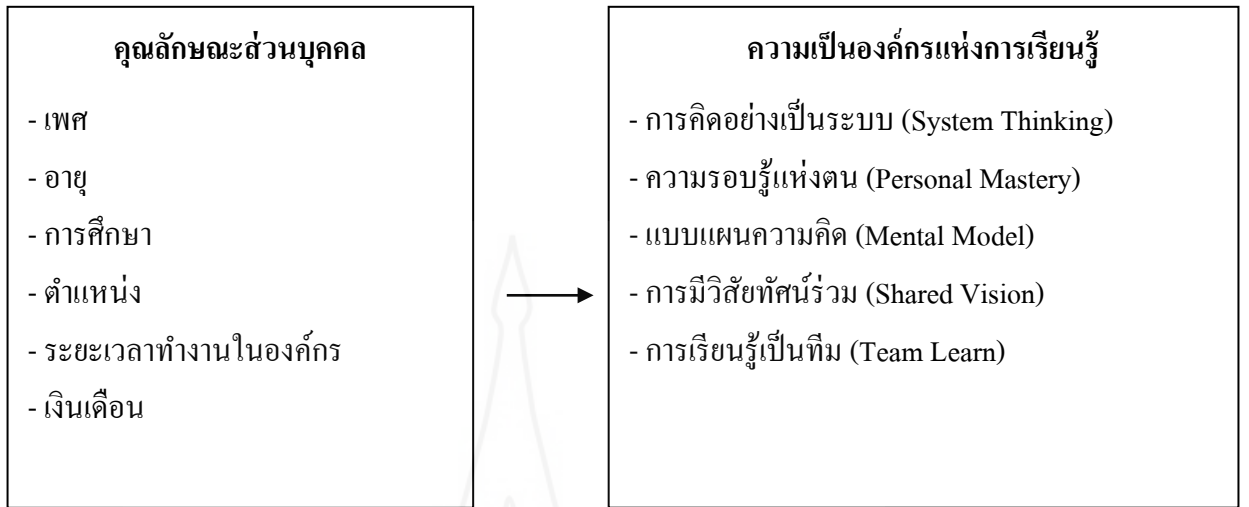 คุณลักษณะส่วนบุคคล
- เพศ
- อายุ
- การศึกษา
- ตำแหน่ง
- ระยะเวลาทำงานในองค์กร
- เงินเดือน
ความเป็นองค์กรแห่งการเรียนรู้
- การคิดอย่างเป็นระบบ (System Thinking)
- ความรอบรู้แห่งตน (Personal Mastery)
- แบบแผนความคิด (Mental Model)
- การมีวิสัยทัศน์ร่วม (Shared Vision)
- การเรียนรู้เป็นทีม (Team Learn)